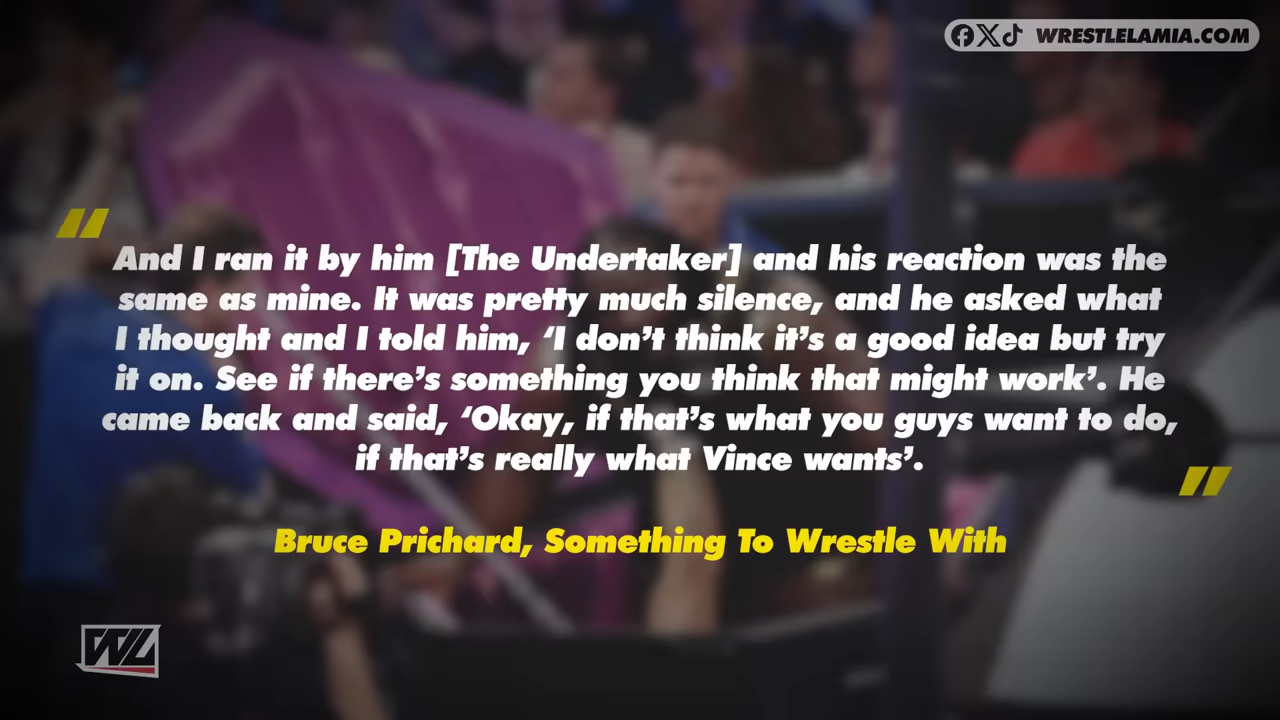 WRESTLELAMIA.COM
"
And I ran it by him [The Undertaker] and his reaction was the
same as mine. It was pretty much silence, and he asked what
I thought and I told him, ‘I don’t think it’s a good idea but try
it on. See if there’s something you think that might work’. He
came back and said, ‘Okay, if that’s what you guys want to do,
if that’s really what Vince wants’.
"
Bruce Prichard, Something To Wrestle With
WL